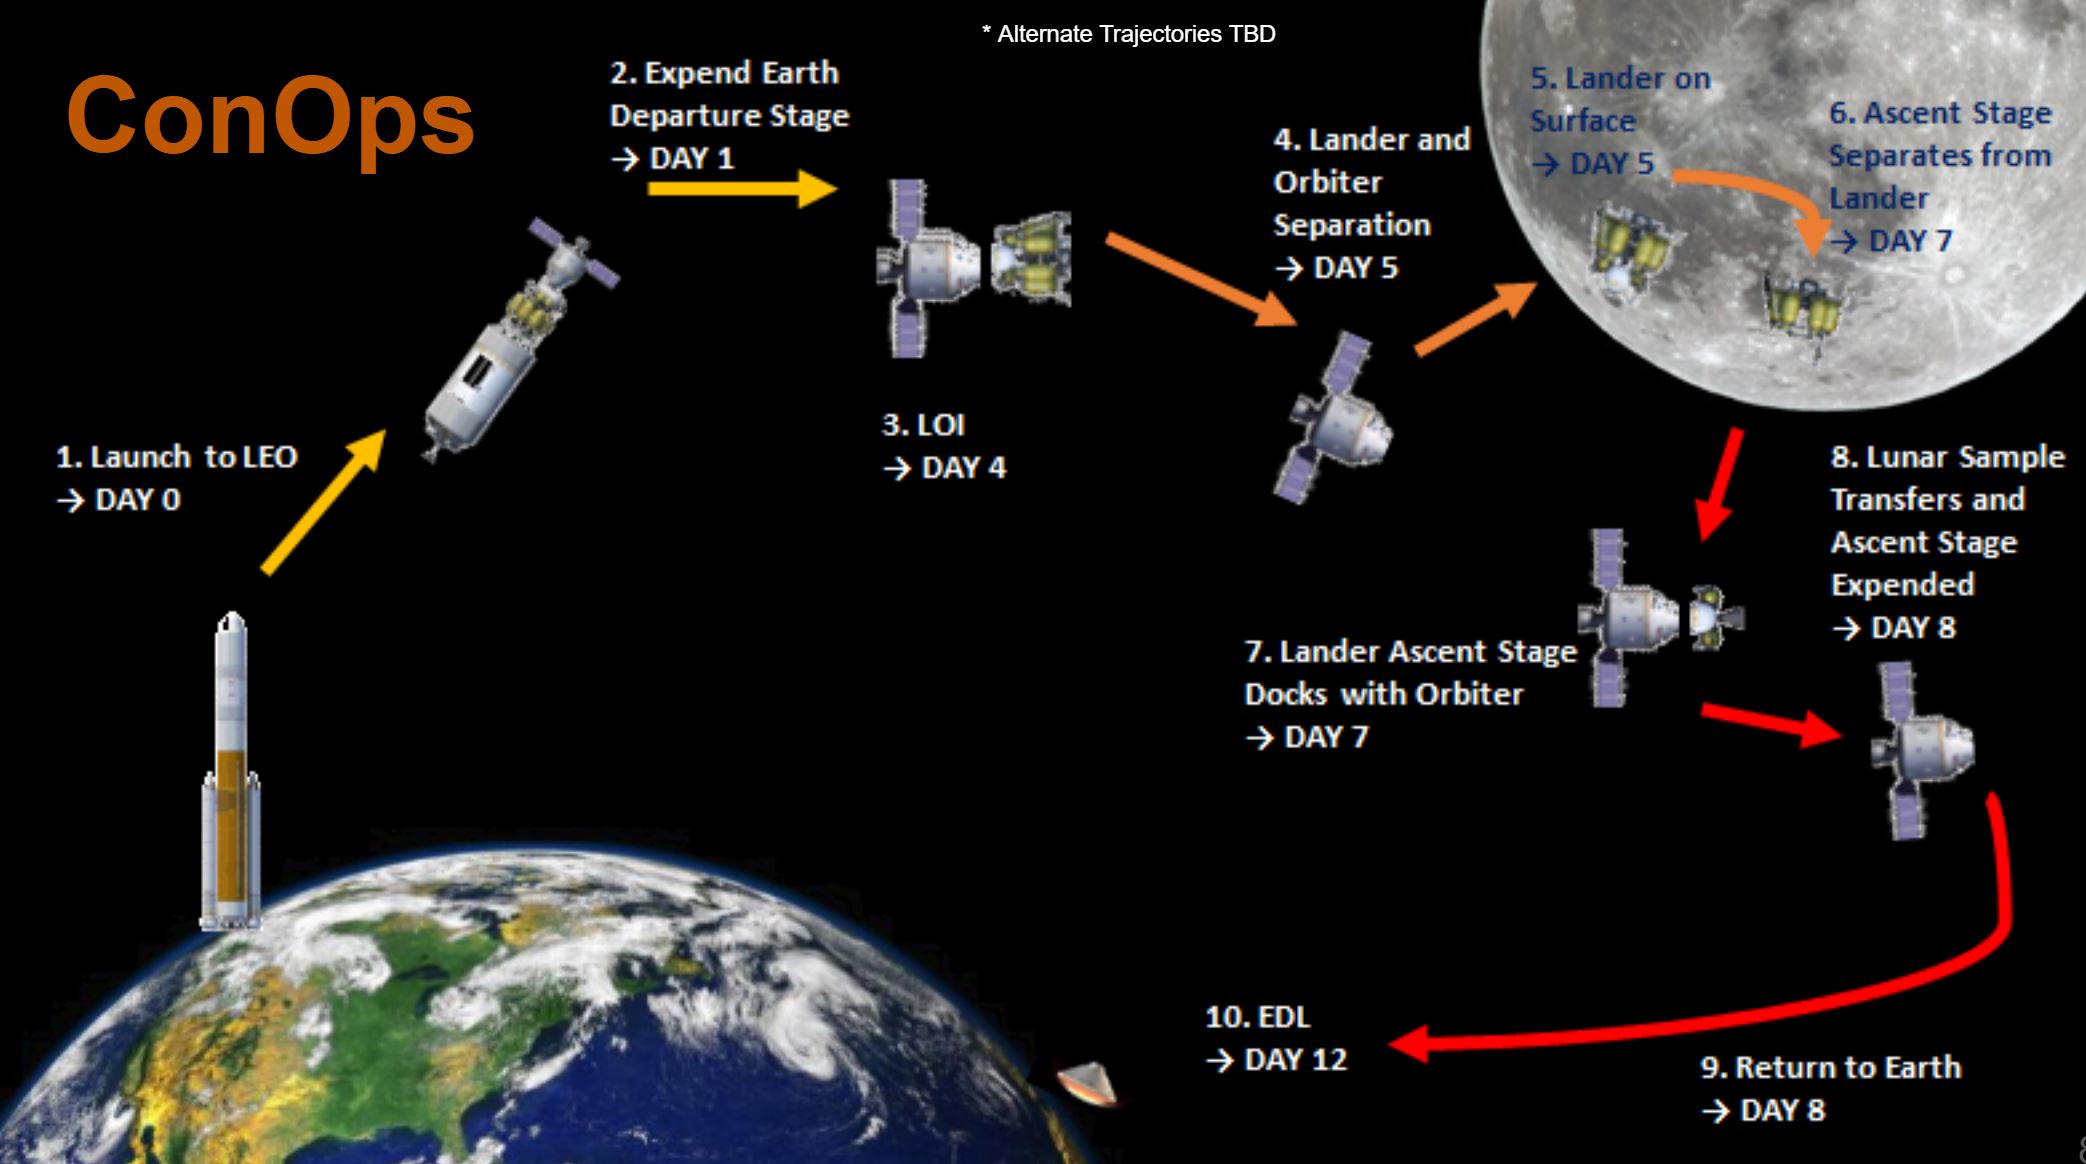 * Alternate Trajectories TBD
ConOps
1. Launch to LEO
→ DAY 0
2. Expend Earth
Departure Stage
→ DAY 1
3. LOI
→ DAY 4
4. Lander and
Orbiter
Separation
→ DAY 5
5. Lander on
Surface
→ DAY 5
6. Ascent Stage
Separates from
Lander
→ DAY 7
7. Lander Ascent Stage
Docks with Orbiter
→ DAY 7
8. Lunar Sample
Transfers and
Ascent Stage
Expended
→ DAY 8
9. Return to Earth
→ DAY 8
10. EDL
→ DAY 12